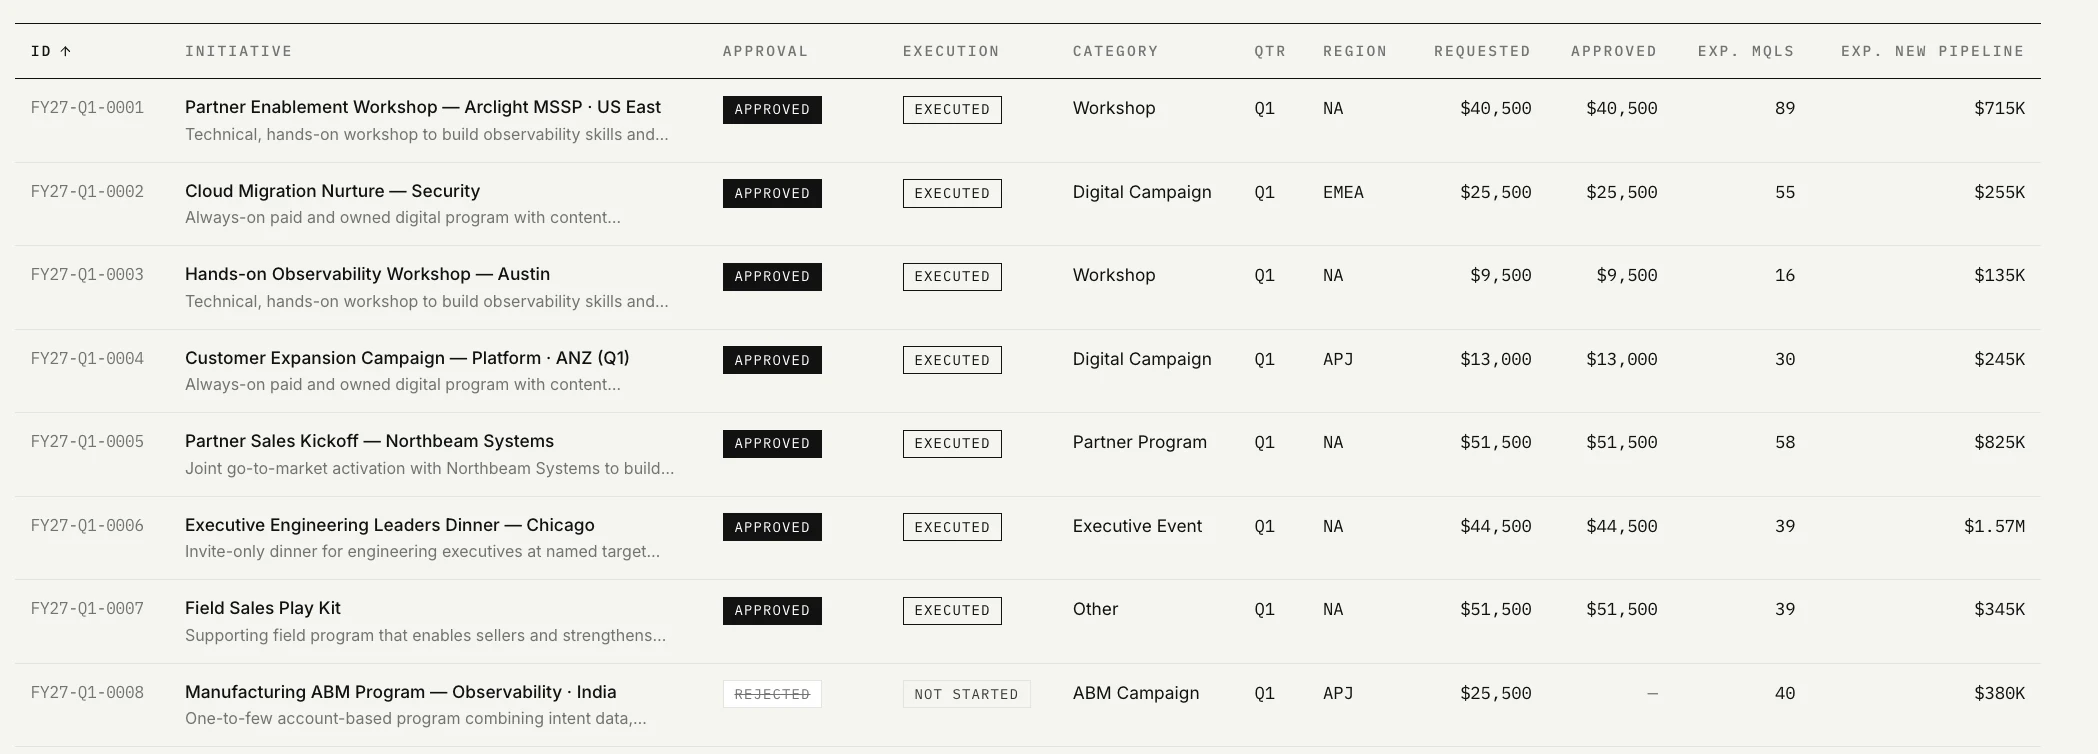 ID ↑ INITIATIVE APPROVAL EXECUTION CATEGORY QTR REGION REQUESTED APPROVED EXP. MQLS EXP. NEW PIPELINE
FY27-Q1-0001 Partner Enablement Workshop — Arclight MSSP · US East APPROVED EXECUTED Workshop Q1 NA $40,500 $40,500 89 $715K
Technical, hands-on workshop to build observability skills and...
FY27-Q1-0002 Cloud Migration Nurture — Security APPROVED EXECUTED Digital Campaign Q1 EMEA $25,500 $25,500 55 $255K
Always-on paid and owned digital program with content...
FY27-Q1-0003 Hands-on Observability Workshop — Austin APPROVED EXECUTED Workshop Q1 NA $9,500 $9,500 16 $135K
Technical, hands-on workshop to build observability skills and...
FY27-Q1-0004 Customer Expansion Campaign — Platform · ANZ (Q1) APPROVED EXECUTED Digital Campaign Q1 APJ $13,000 $13,000 30 $245K
Always-on paid and owned digital program with content...
FY27-Q1-0005 Partner Sales Kickoff — Northbeam Systems APPROVED EXECUTED Partner Program Q1 NA $51,500 $51,500 58 $825K
Joint go-to-market activation with Northbeam Systems to build...
FY27-Q1-0006 Executive Engineering Leaders Dinner — Chicago APPROVED EXECUTED Executive Event Q1 NA $44,500 $44,500 39 $1.57M
Invite-only dinner for engineering executives at named target...
FY27-Q1-0007 Field Sales Play Kit APPROVED EXECUTED Other Q1 NA $51,500 $51,500 39 $345K
Supporting field program that enables sellers and strengthens...
FY27-Q1-0008 Manufacturing ABM Program — Observability · India REJECTED NOT STARTED ABM Campaign Q1 APJ $25,500 — 40 $380K
One-to-few account-based program combining intent data,...